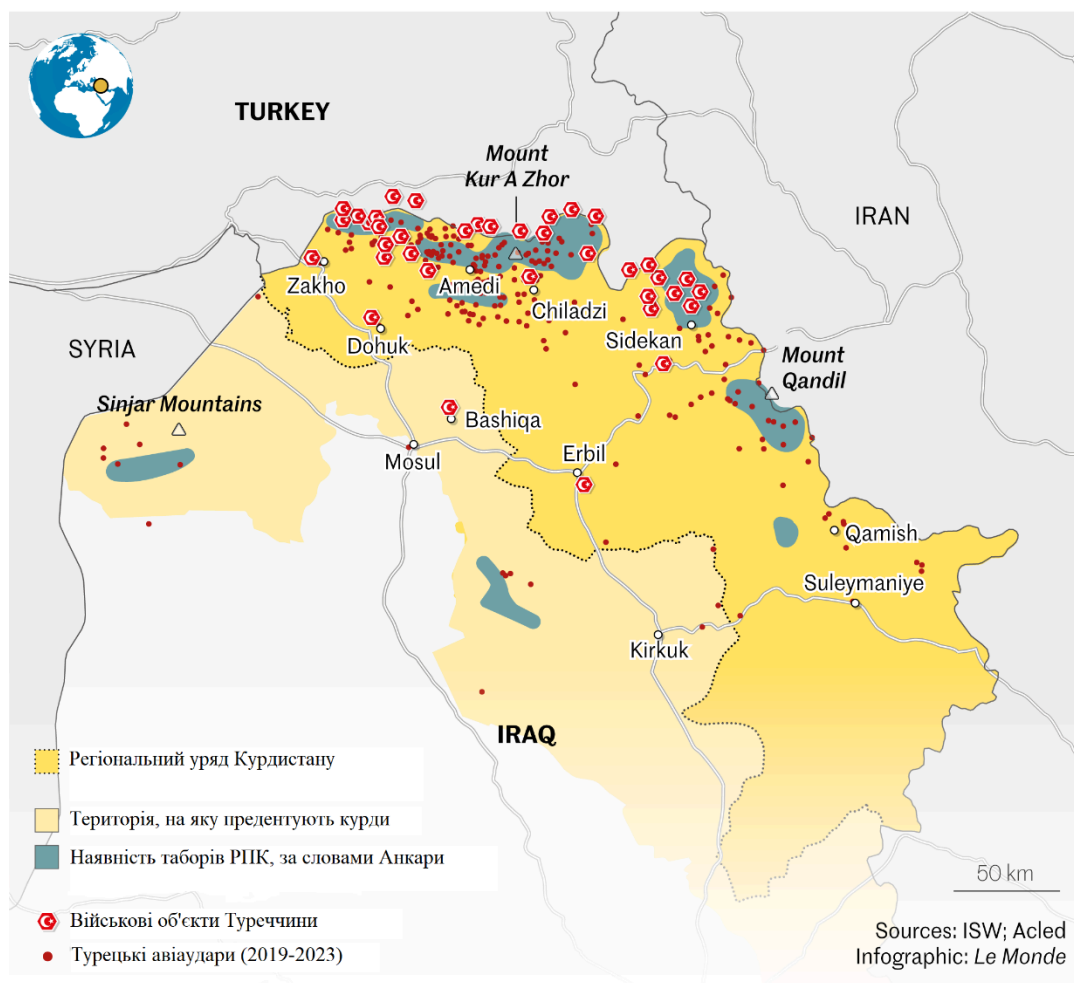 TURKEY
Mount
Kur A Zhor
IRAN
Zakho
Amedi
Chiladzi
SYRIA
Dohuk
Sidekan
Mount
Qandil
Sinjar Mountains
Bashiqa
Mosul
Erbil
Qamish
Suleymaniye
Kirkuk
IRAQ
Регіональний уряд Курдистану
Територія, на яку предентують курди
Наявність таборів РПК, за словами Анкари
Військові об'єкти Туреччини
Турецькі авіаудари (2019-2023)
50 km
Sources: ISW; Acled
Infographic: Le Monde